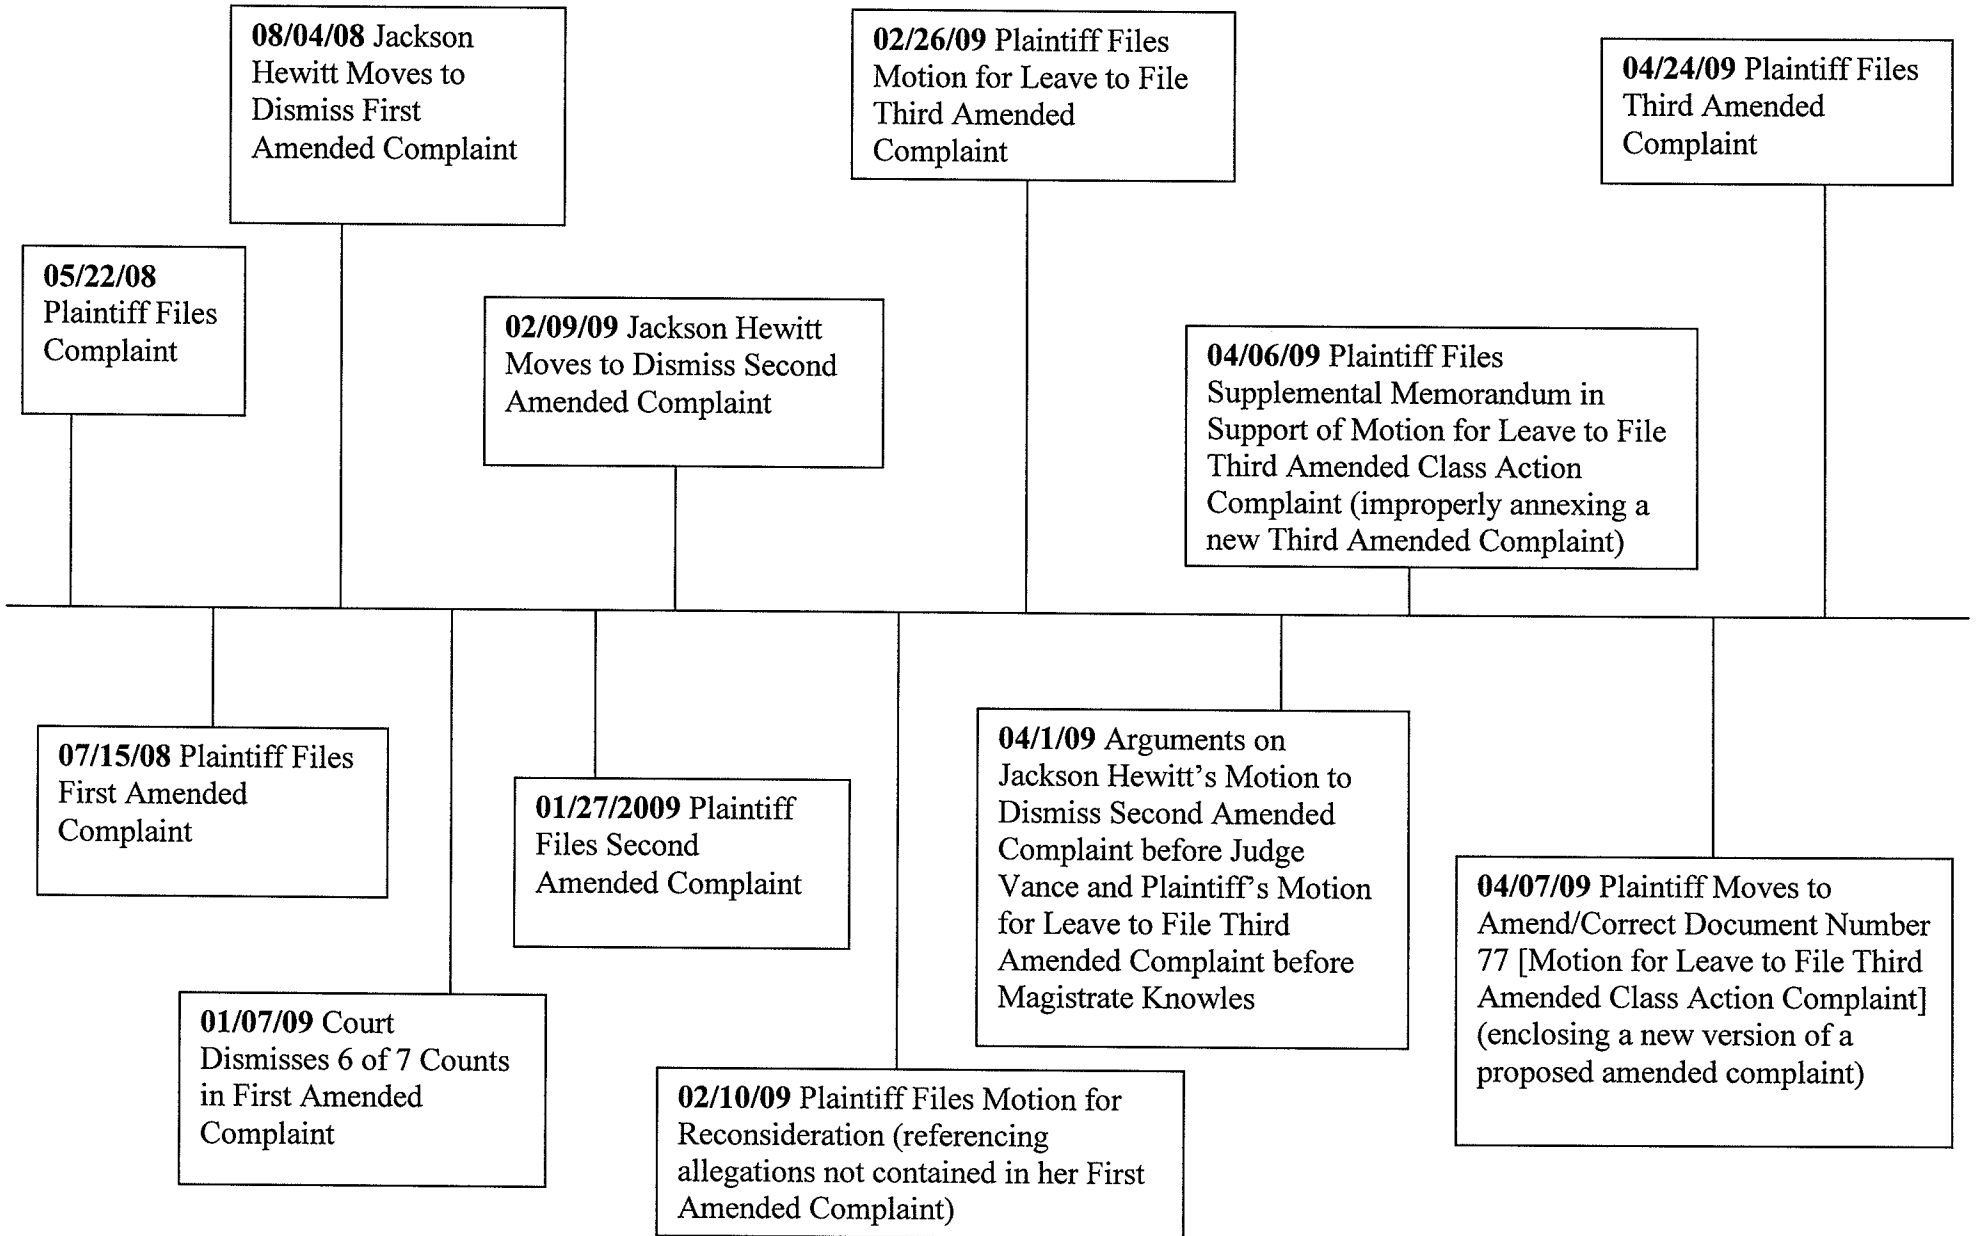 05/22/08
Plaintiff Files
Complaint
07/15/08 Plaintiff Files
First Amended
Complaint
08/04/08 Jackson
Hewitt Moves to
Dismiss First
Amended Complaint
01/07/09 Court
Dismisses 6 of 7 Counts
in First Amended
Complaint
01/27/2009 Plaintiff
Files Second
Amended Complaint
02/09/09 Jackson Hewitt
Moves to Dismiss Second
Amended Complaint
02/10/09 Plaintiff Files Motion for
Reconsideration (referencing
allegations not contained in her First
Amended Complaint)
02/26/09 Plaintiff Files
Motion for Leave to File
Third Amended
Complaint
04/1/09 Arguments on
Jackson Hewitt’s Motion to
Dismiss Second Amended
Complaint before Judge
Vance and Plaintiff’s Motion
for Leave to File Third
Amended Complaint before
Magistrate Knowles
04/06/09 Plaintiff Files
Supplemental Memorandum in
Support of Motion for Leave to File
Third Amended Class Action
Complaint (improperly annexing a
new Third Amended Complaint)
04/07/09 Plaintiff Moves to
Amend/Correct Document Number
77 [Motion for Leave to File Third
Amended Class Action Complaint]
(enclosing a new version of a
proposed amended complaint)
04/24/09 Plaintiff Files
Third Amended
Complaint